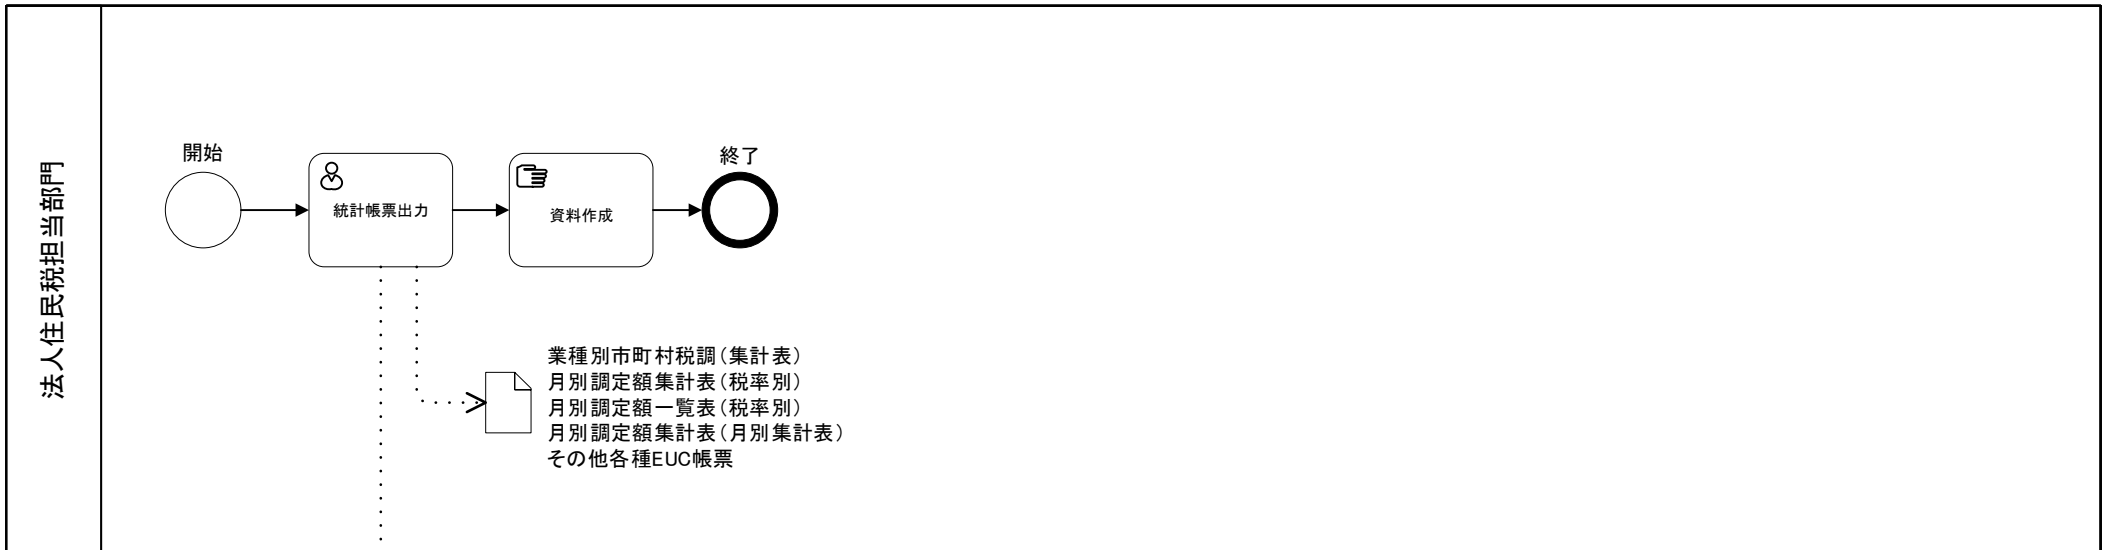 法人住民税担当部門
開始
統計帳票出力
資料作成
終了
業種別市町村税調（集計表）
月別調定額集計表（税率別）
月別調定額一覧表（税率別）
月別調定額集計表（月別集計表）
その他各種EUC帳票